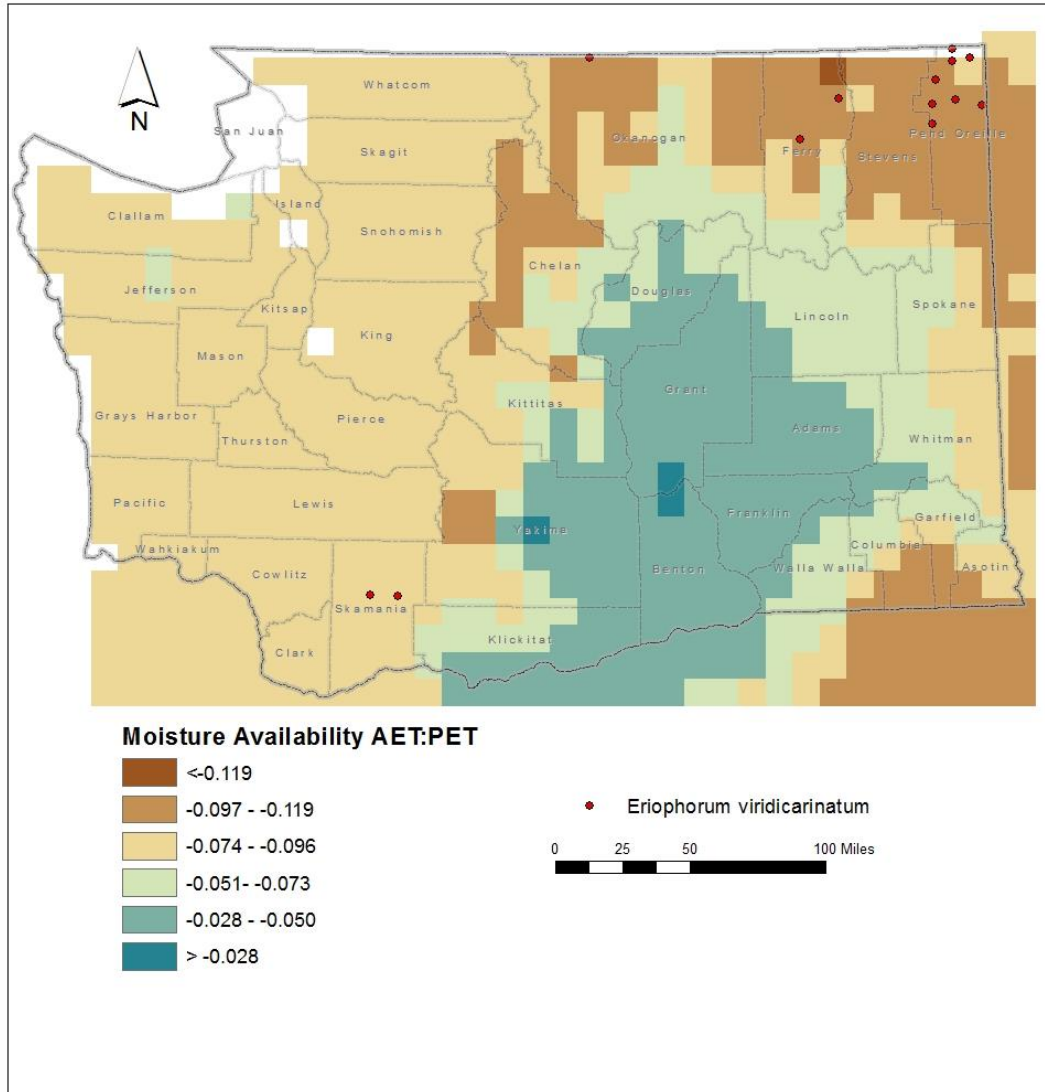 N
Whatcom
San Juan
Skagit
Okanogan
Ferry
Stevens
Pend Oreille
Clallam
Island
Snohomish
Chelan
Jefferson
Kitsap
Douglas
Lincoln
Spokane
King
Mason
Grant
Kittitas
Grays Harbor
Pierce
Adams
Whitman
Thurston
Pacific
Lewis
Yakima
Franklin
Garfield
Wahkiakum
Columbia
Cowlitz
Benton
Walla Walla
Asotin
Skamania
Klickitat
Clark
Moisture Availability AET:PET
<-0.119
-0.097 - -0.119
-0.074 - -0.096
-0.051- -0.073
-0.028 - -0.050
> -0.028
Eriophorum viridicarinatum
0 25 50 100 Miles